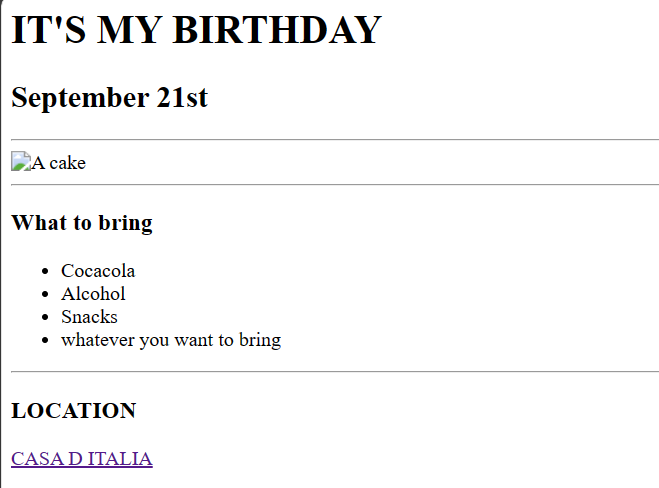 IT'S MY BIRTHDAY
September 21st
A cake
What to bring
Cocacola
Alcohol
Snacks
whatever you want to bring
LOCATION
CASA D ITALIA